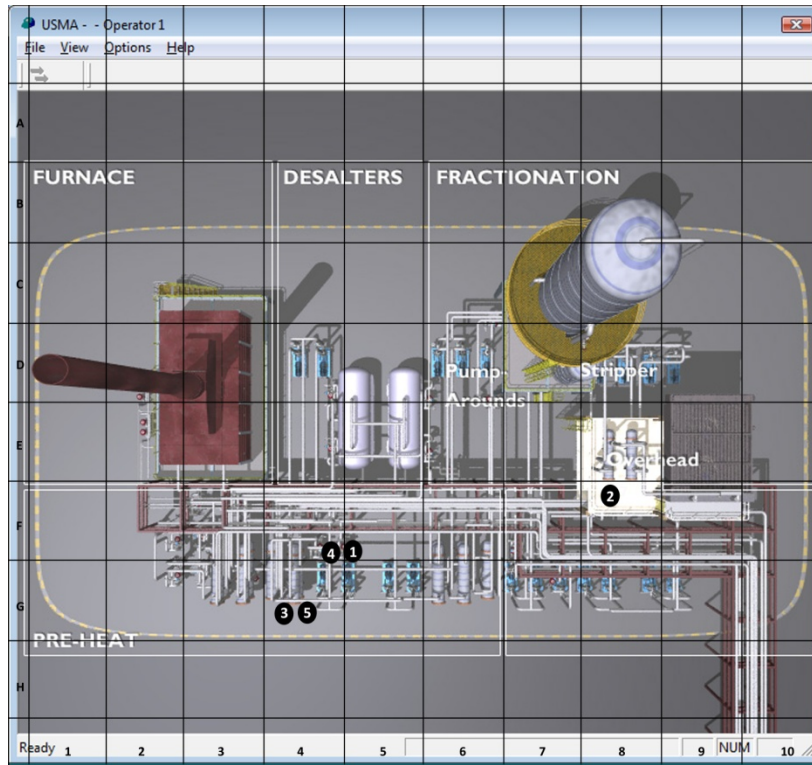 USMA - - Operator 1
File View Options Help
A
FURNACE DESALTERS FRACTIONATION
B
C
D
Pump- Stripper
Arounds
E
Overhead
2
F
4 1
G
3 5
PRE-HEAT
H
Ready 1 2 3 4 5 6 7 8 9 NUM 10